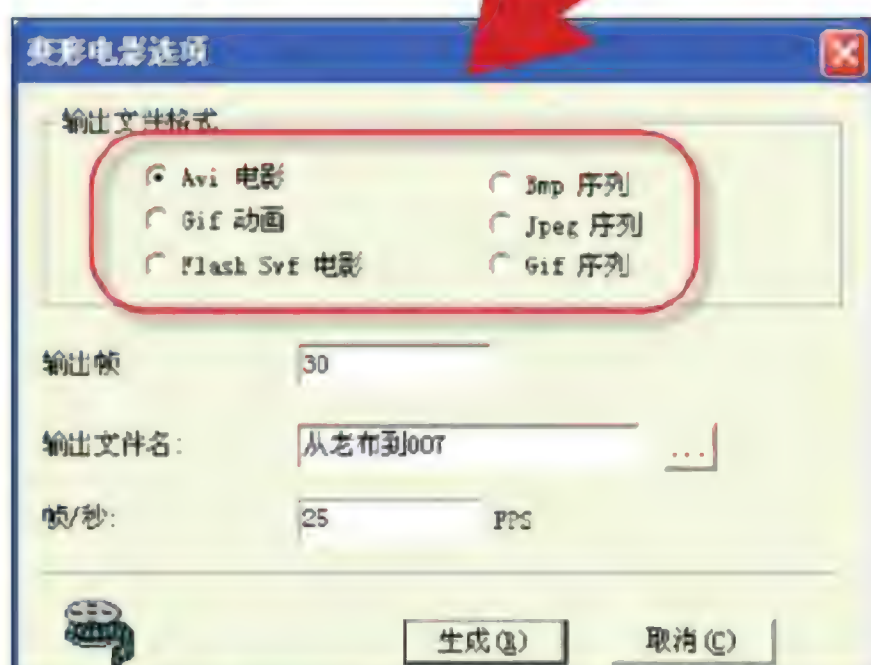 变形电影选项
输出文件格式
Avi 电影
Bmp 序列
Gif 动画
Jpeg 序列
Flash Svf 电影
Gif 序列
输出帧
30
输出文件名:
从老布到007
...
帧/秒:
25
FPS
生成(R)
取消(C)